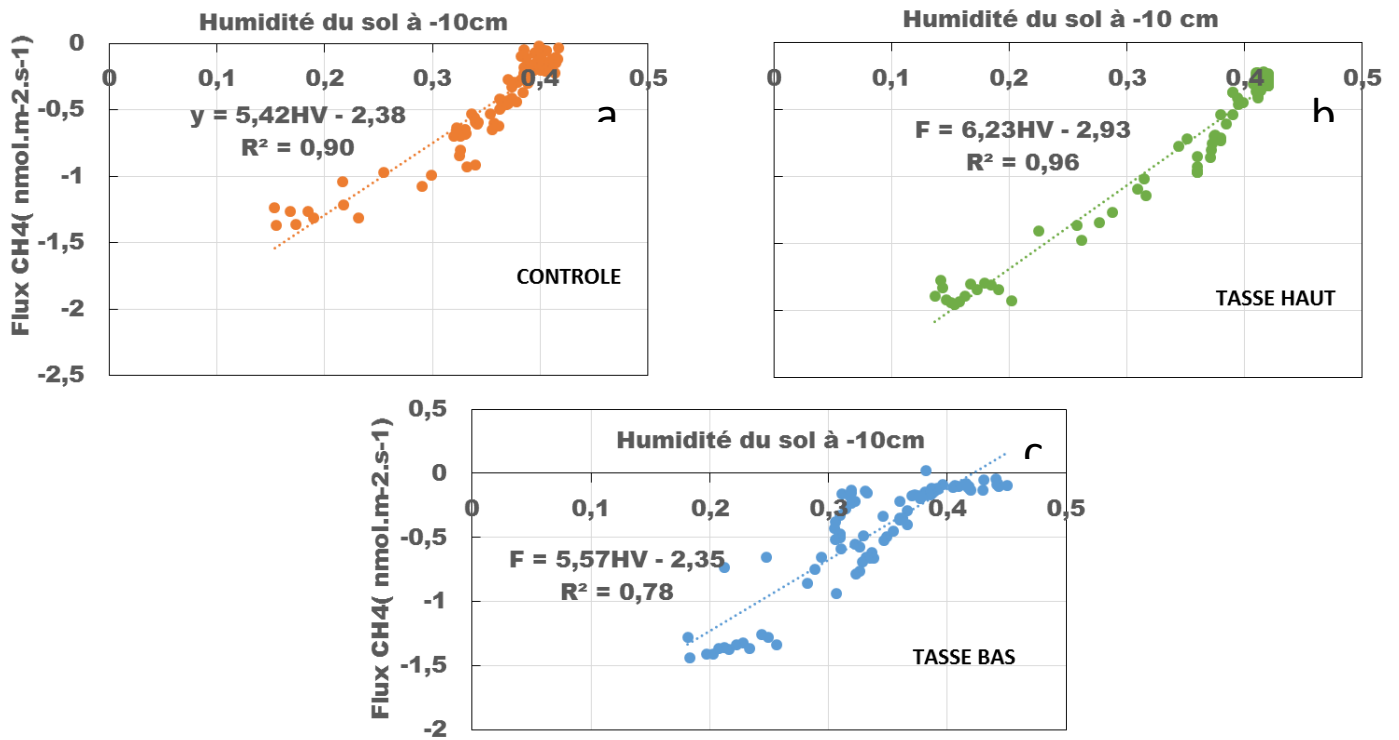 Humidité du sol à -10cm
0
0
0,1
0,2
0,3
0,4
0,5
-0,5
-1
-1,5
-2
-2,5
Flux CH4( nmol.m-2.s-1)
y = 5,42HV - 2,38
R² = 0,90
a
CONTROLE
Humidité du sol à -10 cm
0
0,1
0,2
0,3
0,4
0,5
F = 6,23HV - 2,93
R² = 0,96
b
TASSE HAUT
0,5
0
-0,5
-1
-1,5
-2
Flux CH4( nmol.m-2.s-1)
Humidité du sol à -10cm
c
0
0,1
0,2
0,3
0,4
0,5
F = 5,57HV - 2,35
R² = 0,78
TASSE BAS